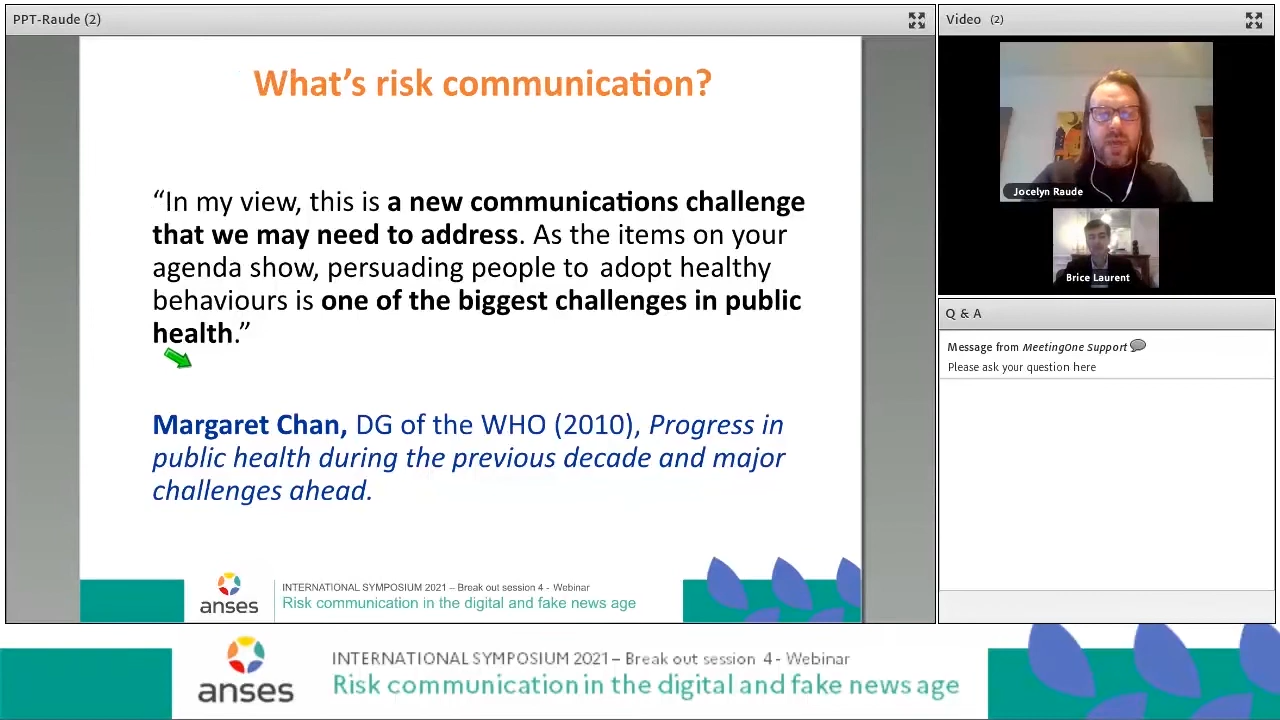 PPT-Raude (2)
What's risk communication?
“In my view, this is a new communications challenge
that we may need to address. As the items on your
agenda show, persuading people to adopt healthy
behaviours is one of the biggest challenges in public
health.”
Margaret Chan, DG of the WHO (2010), Progress in
public health during the previous decade and major
challenges ahead.
anses
INTERNATIONAL SYMPOSIUM 2021 – Break out session 4 - Webinar
Risk communication in the digital and fake news age
Video (2)
Jocelyn Raude
Brice Laurent
Q & A
Message from MeetingOne Support
Please ask your question here
anses
INTERNATIONAL SYMPOSIUM 2021 – Break out session 4 - Webinar
Risk communication in the digital and fake news age